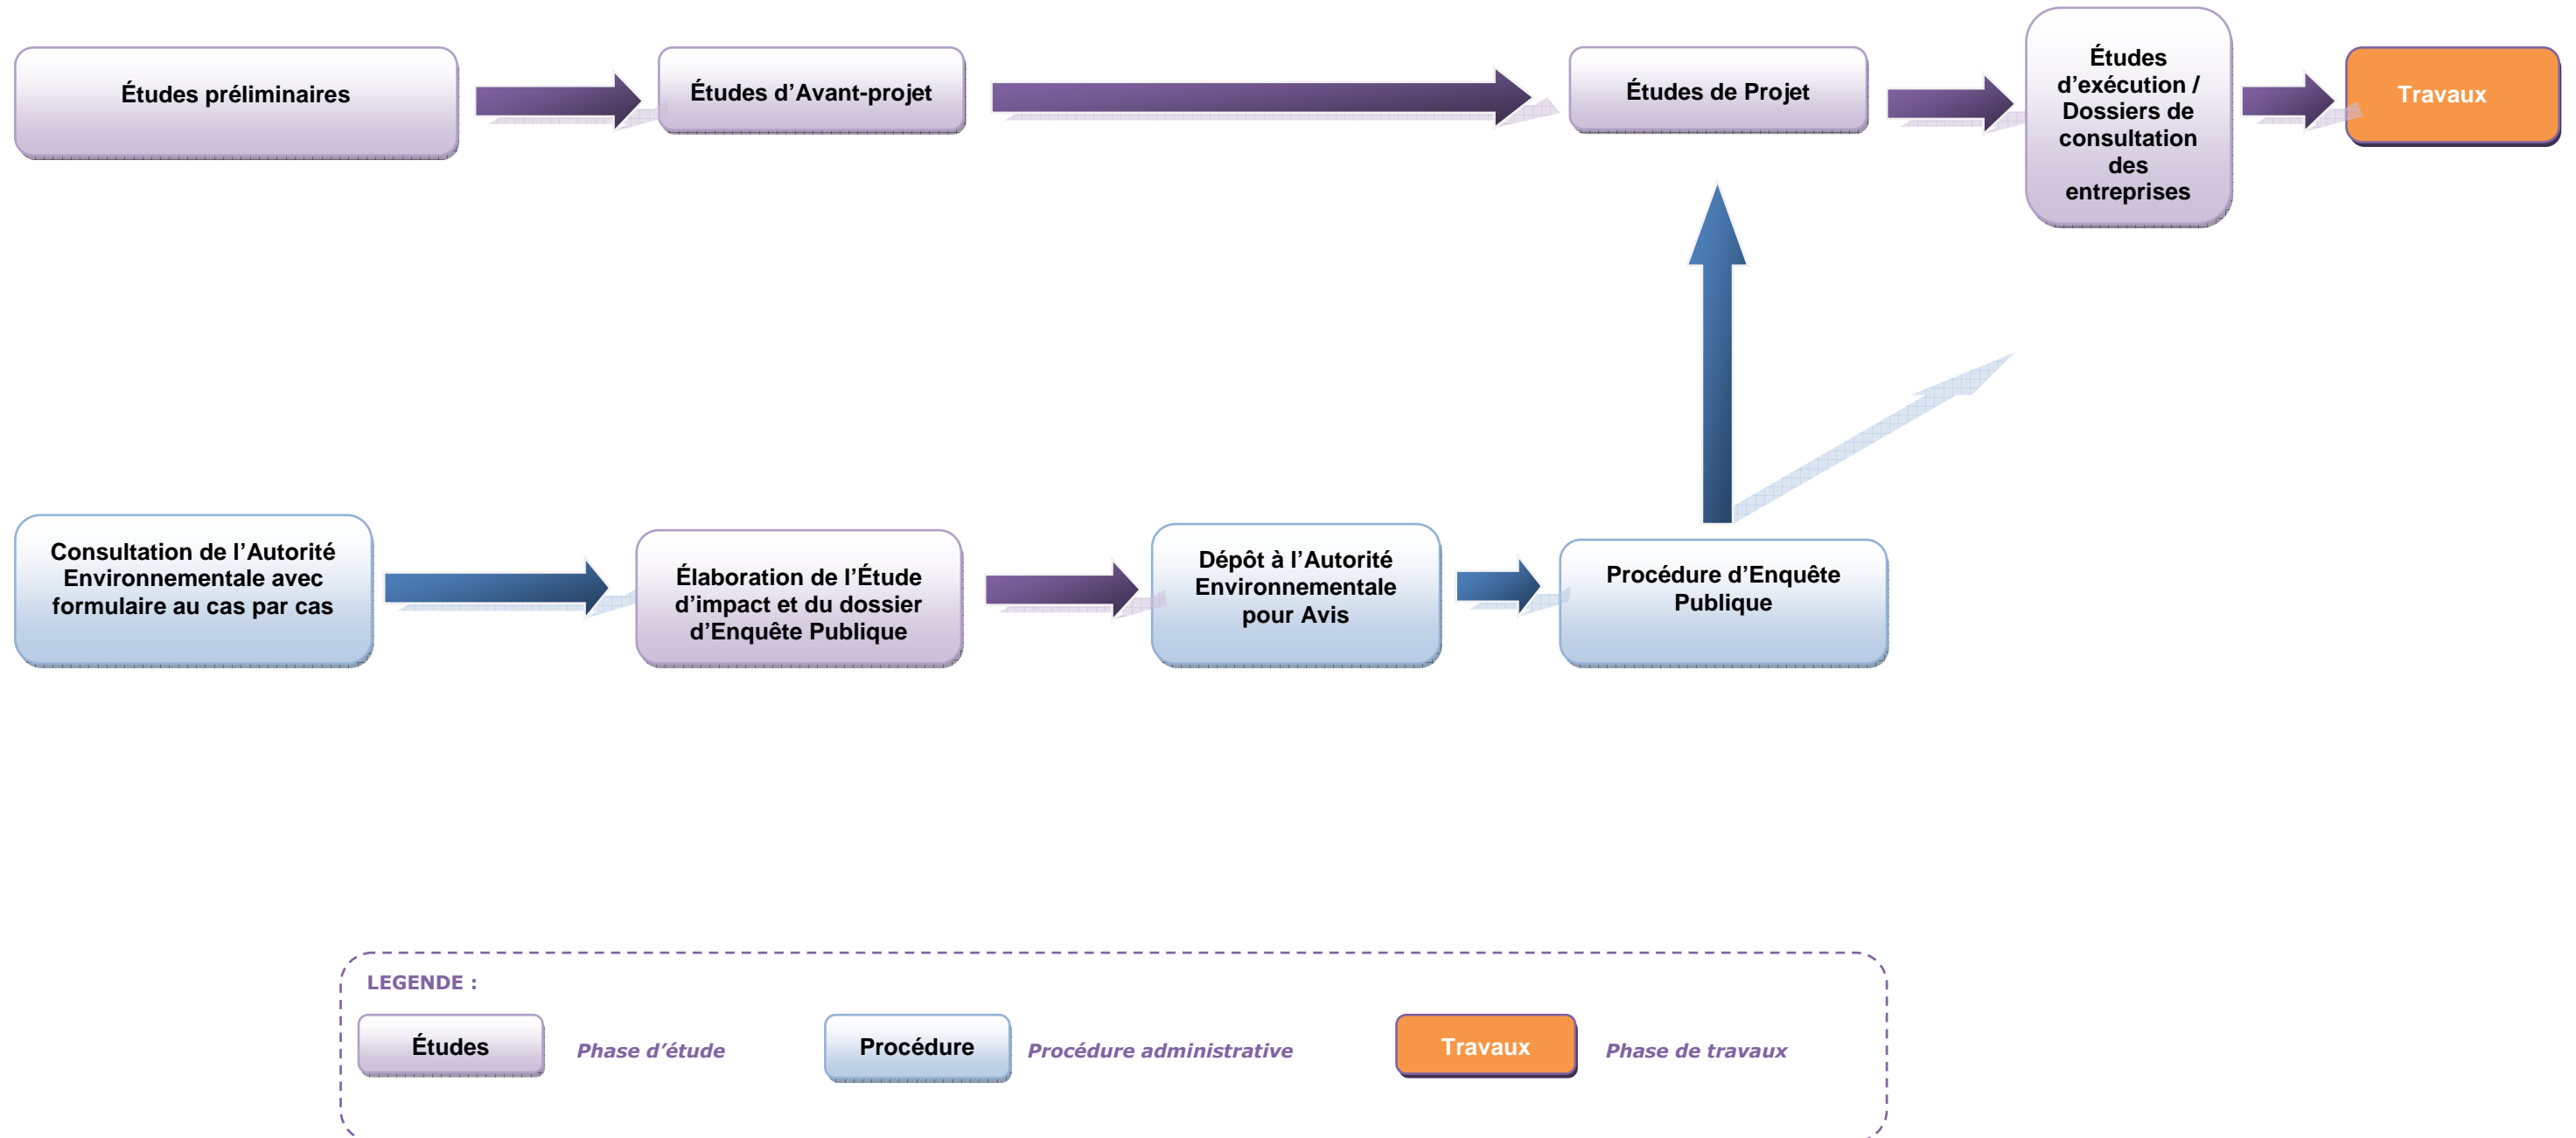 Études préliminaires
Études d’Avant-projet
Études de Projet
Études
d’exécution /
Dossiers de
consultation
des
entreprises
Travaux
Consultation de l’Autorité
Environnementale avec
formulaire au cas par cas
Élaboration de l’Étude
d’impact et du dossier
d’Enquête Publique
Dépôt à l’Autorité
Environnementale
pour Avis
Procédure d’Enquête
Publique
LEGENDE :
Études
Phase d’étude
Procédure
Procédure administrative
Travaux
Phase de travaux